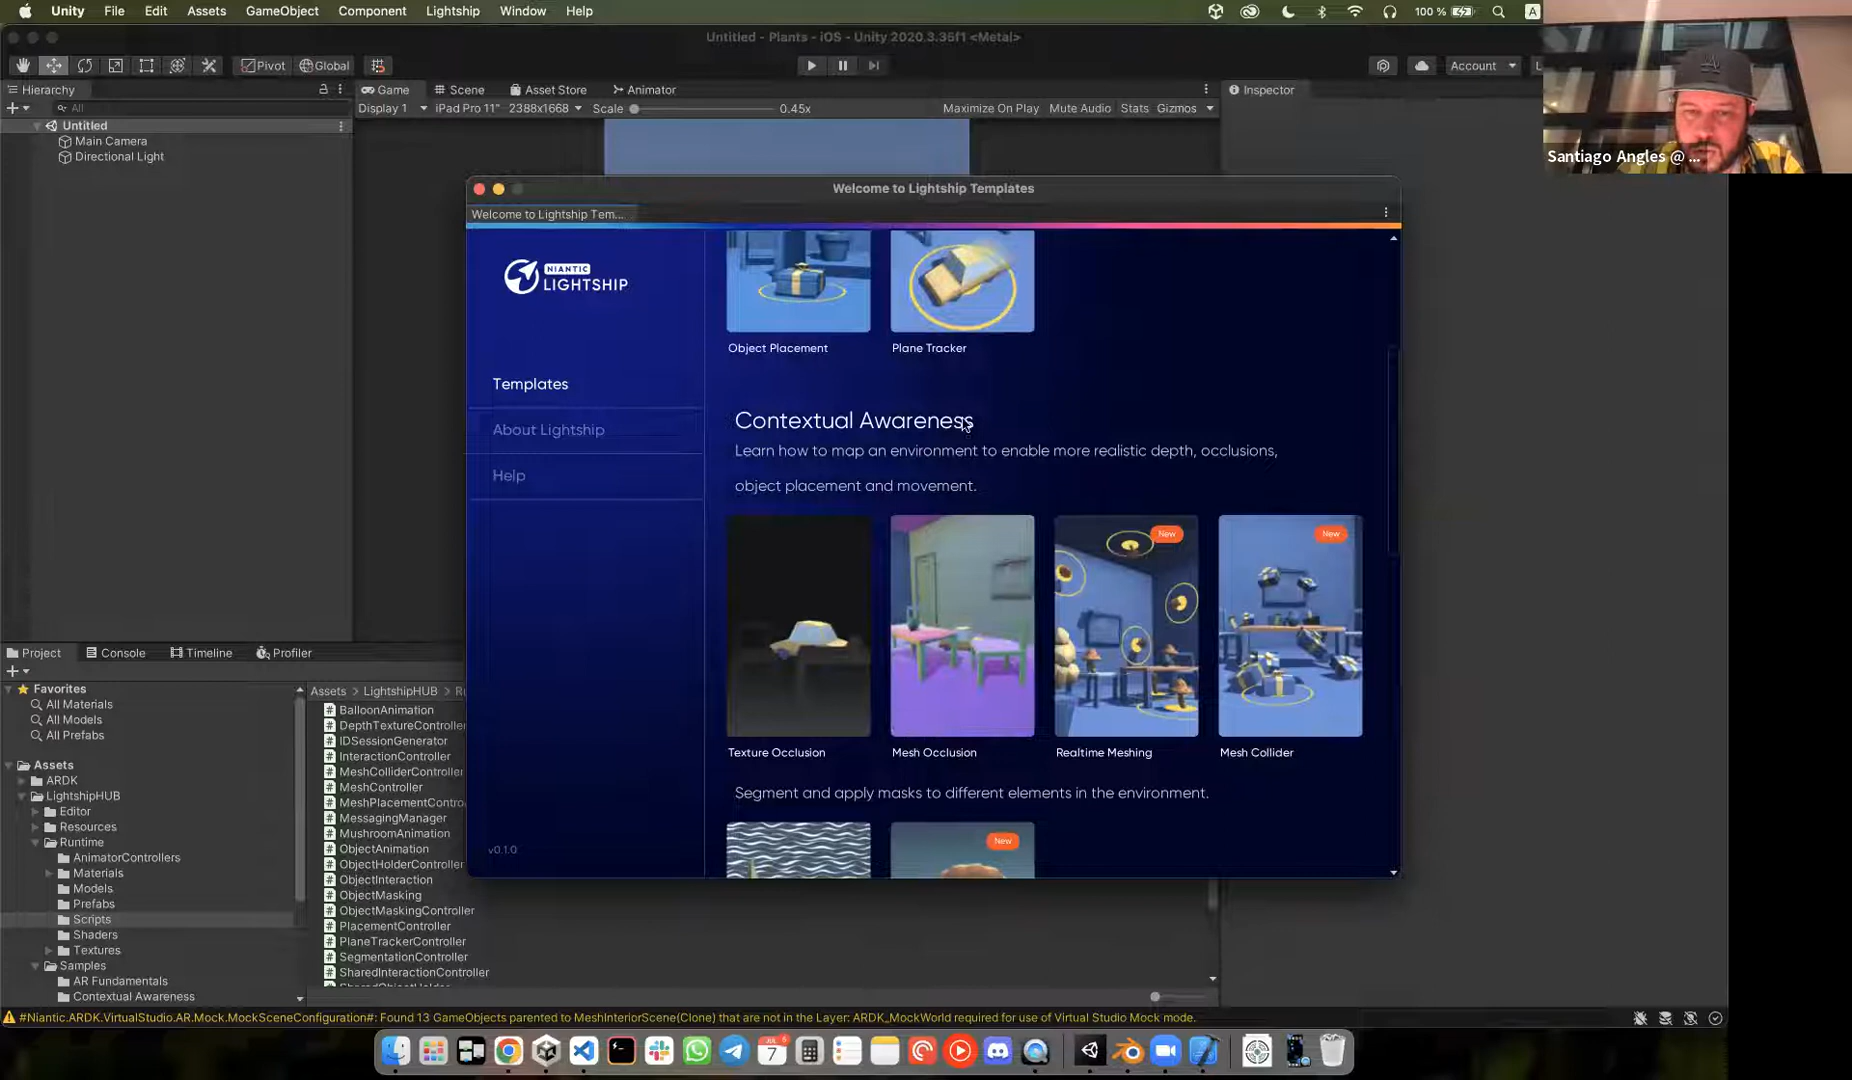 Unity File Edit Assets GameObject Component Lightship Window Help 100 % A
Untitled - Plants - iOS - Unity 2020.3.35f1 <Metal>
Pivot Global Account
Hierarchy Game Scene Asset Store Animator Inspector
All Display 1 iPad Pro 11" 2388x1668 Scale 0.45x Maximize On Play Mute Audio Stats Gizmos
Untitled
Main Camera
Directional Light
Santiago Angles @ ...
Welcome to Lightship Templates
Welcome to Lightship Tem...
NIANTIC
LIGHTSHIP
Templates
About Lightship
Help
v0.1.0
Object Placement Plane Tracker
Contextual Awareness
Learn how to map an environment to enable more realistic depth, occlusions,
object placement and movement.
New New
Texture Occlusion Mesh Occlusion Realtime Meshing Mesh Collider
Segment and apply masks to different elements in the environment.
New
Project Console Timeline Profiler
Favorites
All Materials
All Models
All Prefabs
Assets
ARDK
LightshipHUB
Editor
Resources
Runtime
AnimatorControllers
Materials
Models
Prefabs
Scripts
Shaders
Textures
Samples
AR Fundamentals
Contextual Awareness
Assets > LightshipHUB > Ru
BalloonAnimation
DepthTextureController
IDSessionGenerator
InteractionController
MeshColliderController
MeshController
MeshPlacementContro
MessagingManager
MushroomAnimation
ObjectAnimation
ObjectHolderController
ObjectInteraction
ObjectMasking
ObjectMaskingController
PlacementController
PlaneTrackerController
SegmentationController
SharedInteractionController
SharedObjectHolder
#Niantic.ARDK.VirtualStudio.AR.Mock.MockSceneConfiguration#: Found 13 GameObjects parented to MeshInteriorScene(Clone) that are not in the Layer: ARDK_MockWorld required for use of Virtual Studio Mock mode.
JUL
7